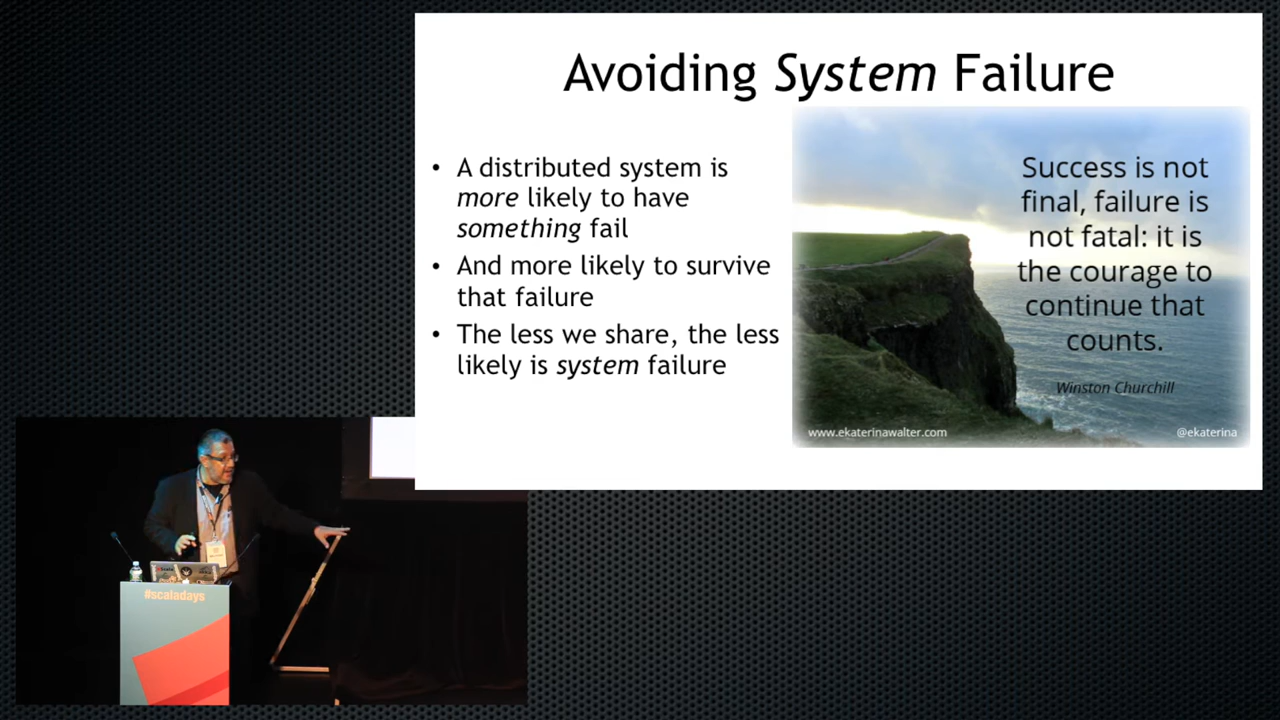 Avoiding System Failure
• A distributed system is
more likely to have
something fail
• And more likely to survive
that failure
• The less we share, the less
likely is system failure
Success is not
final, failure is
not fatal: it is
the courage to
continue that
counts.
Winston Churchill
www.ekaterinawalter.com
@ekaterina
#scaladays